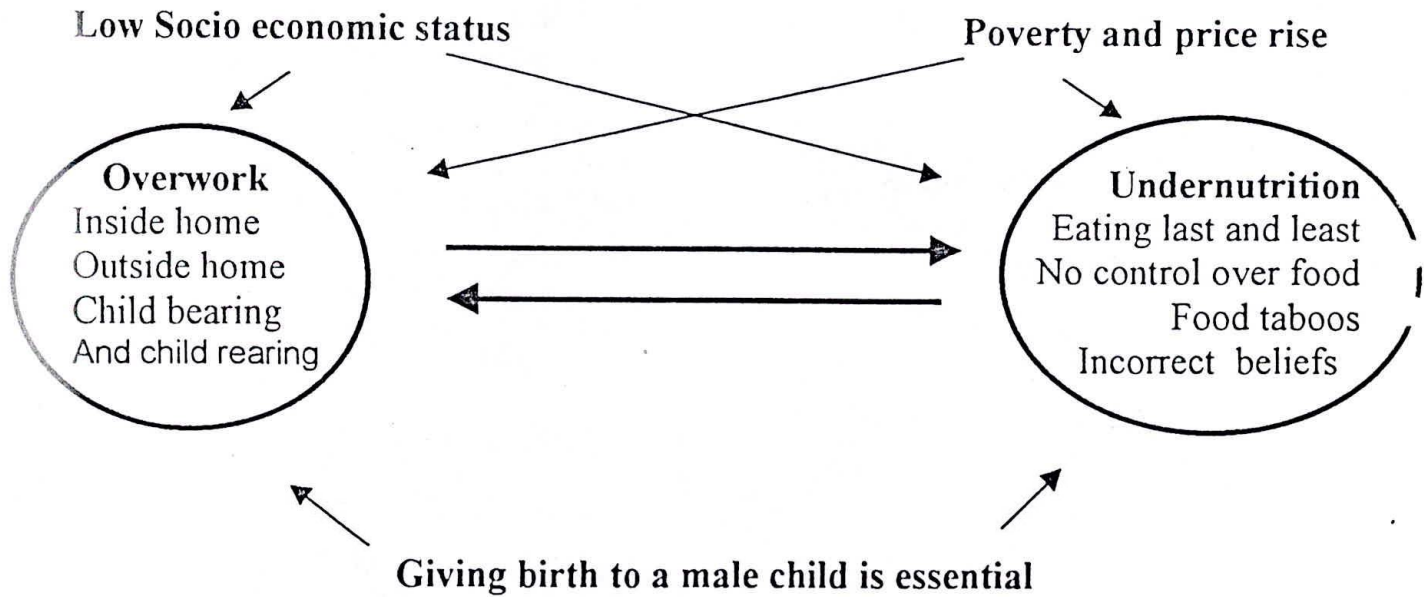 Low Socio economic status
Poverty and price rise
Overwork
Inside home
Outside home
Child bearing
And child rearing
Undernutrition
Eating last and least
No control over food
Food taboos
Incorrect beliefs
Giving birth to a male child is essential